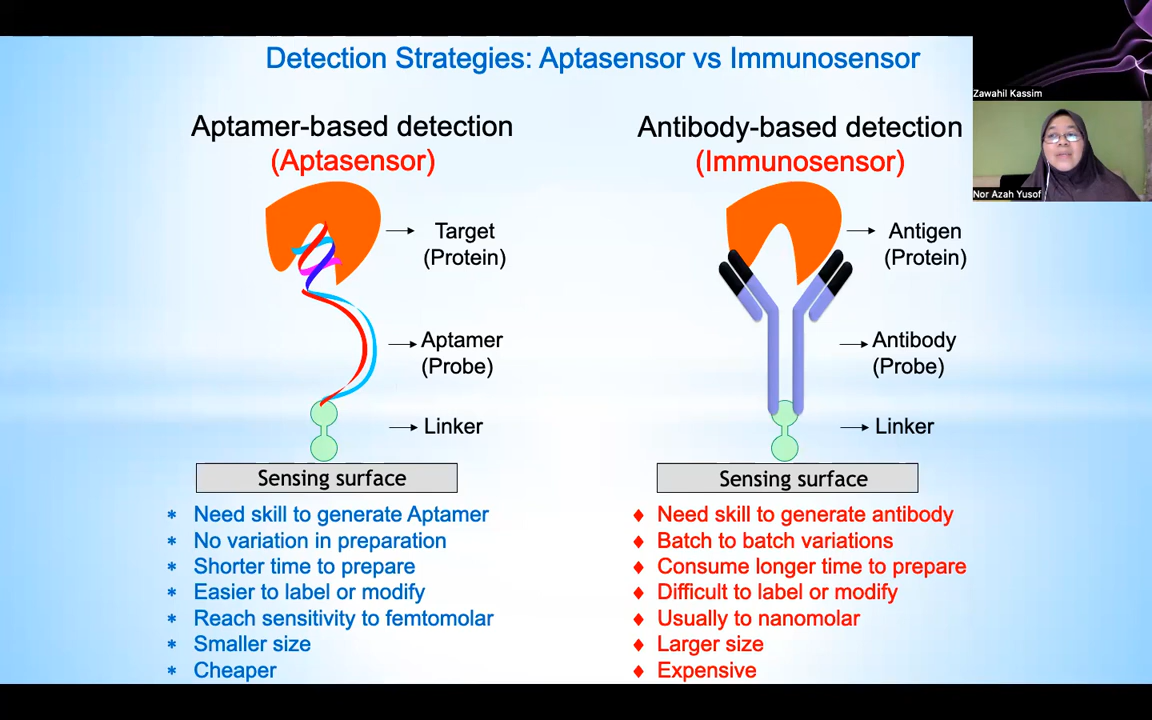 Detection Strategies: Aptasensor vs Immunosensor
Zawahil Kassim
Nor Azah Yusof
Aptamer-based detection
(Aptasensor)
Target
(Protein)
Aptamer
(Probe)
Linker
Sensing surface
* Need skill to generate Aptamer
* No variation in preparation
* Shorter time to prepare
* Easier to label or modify
* Reach sensitivity to femtomolar
* Smaller size
* Cheaper
Antibody-based detection
(Immunosensor)
Antigen
(Protein)
Antibody
(Probe)
Linker
Sensing surface
♦ Need skill to generate antibody
♦ Batch to batch variations
♦ Consume longer time to prepare
♦ Difficult to label or modify
♦ Usually to nanomolar
♦ Larger size
♦ Expensive